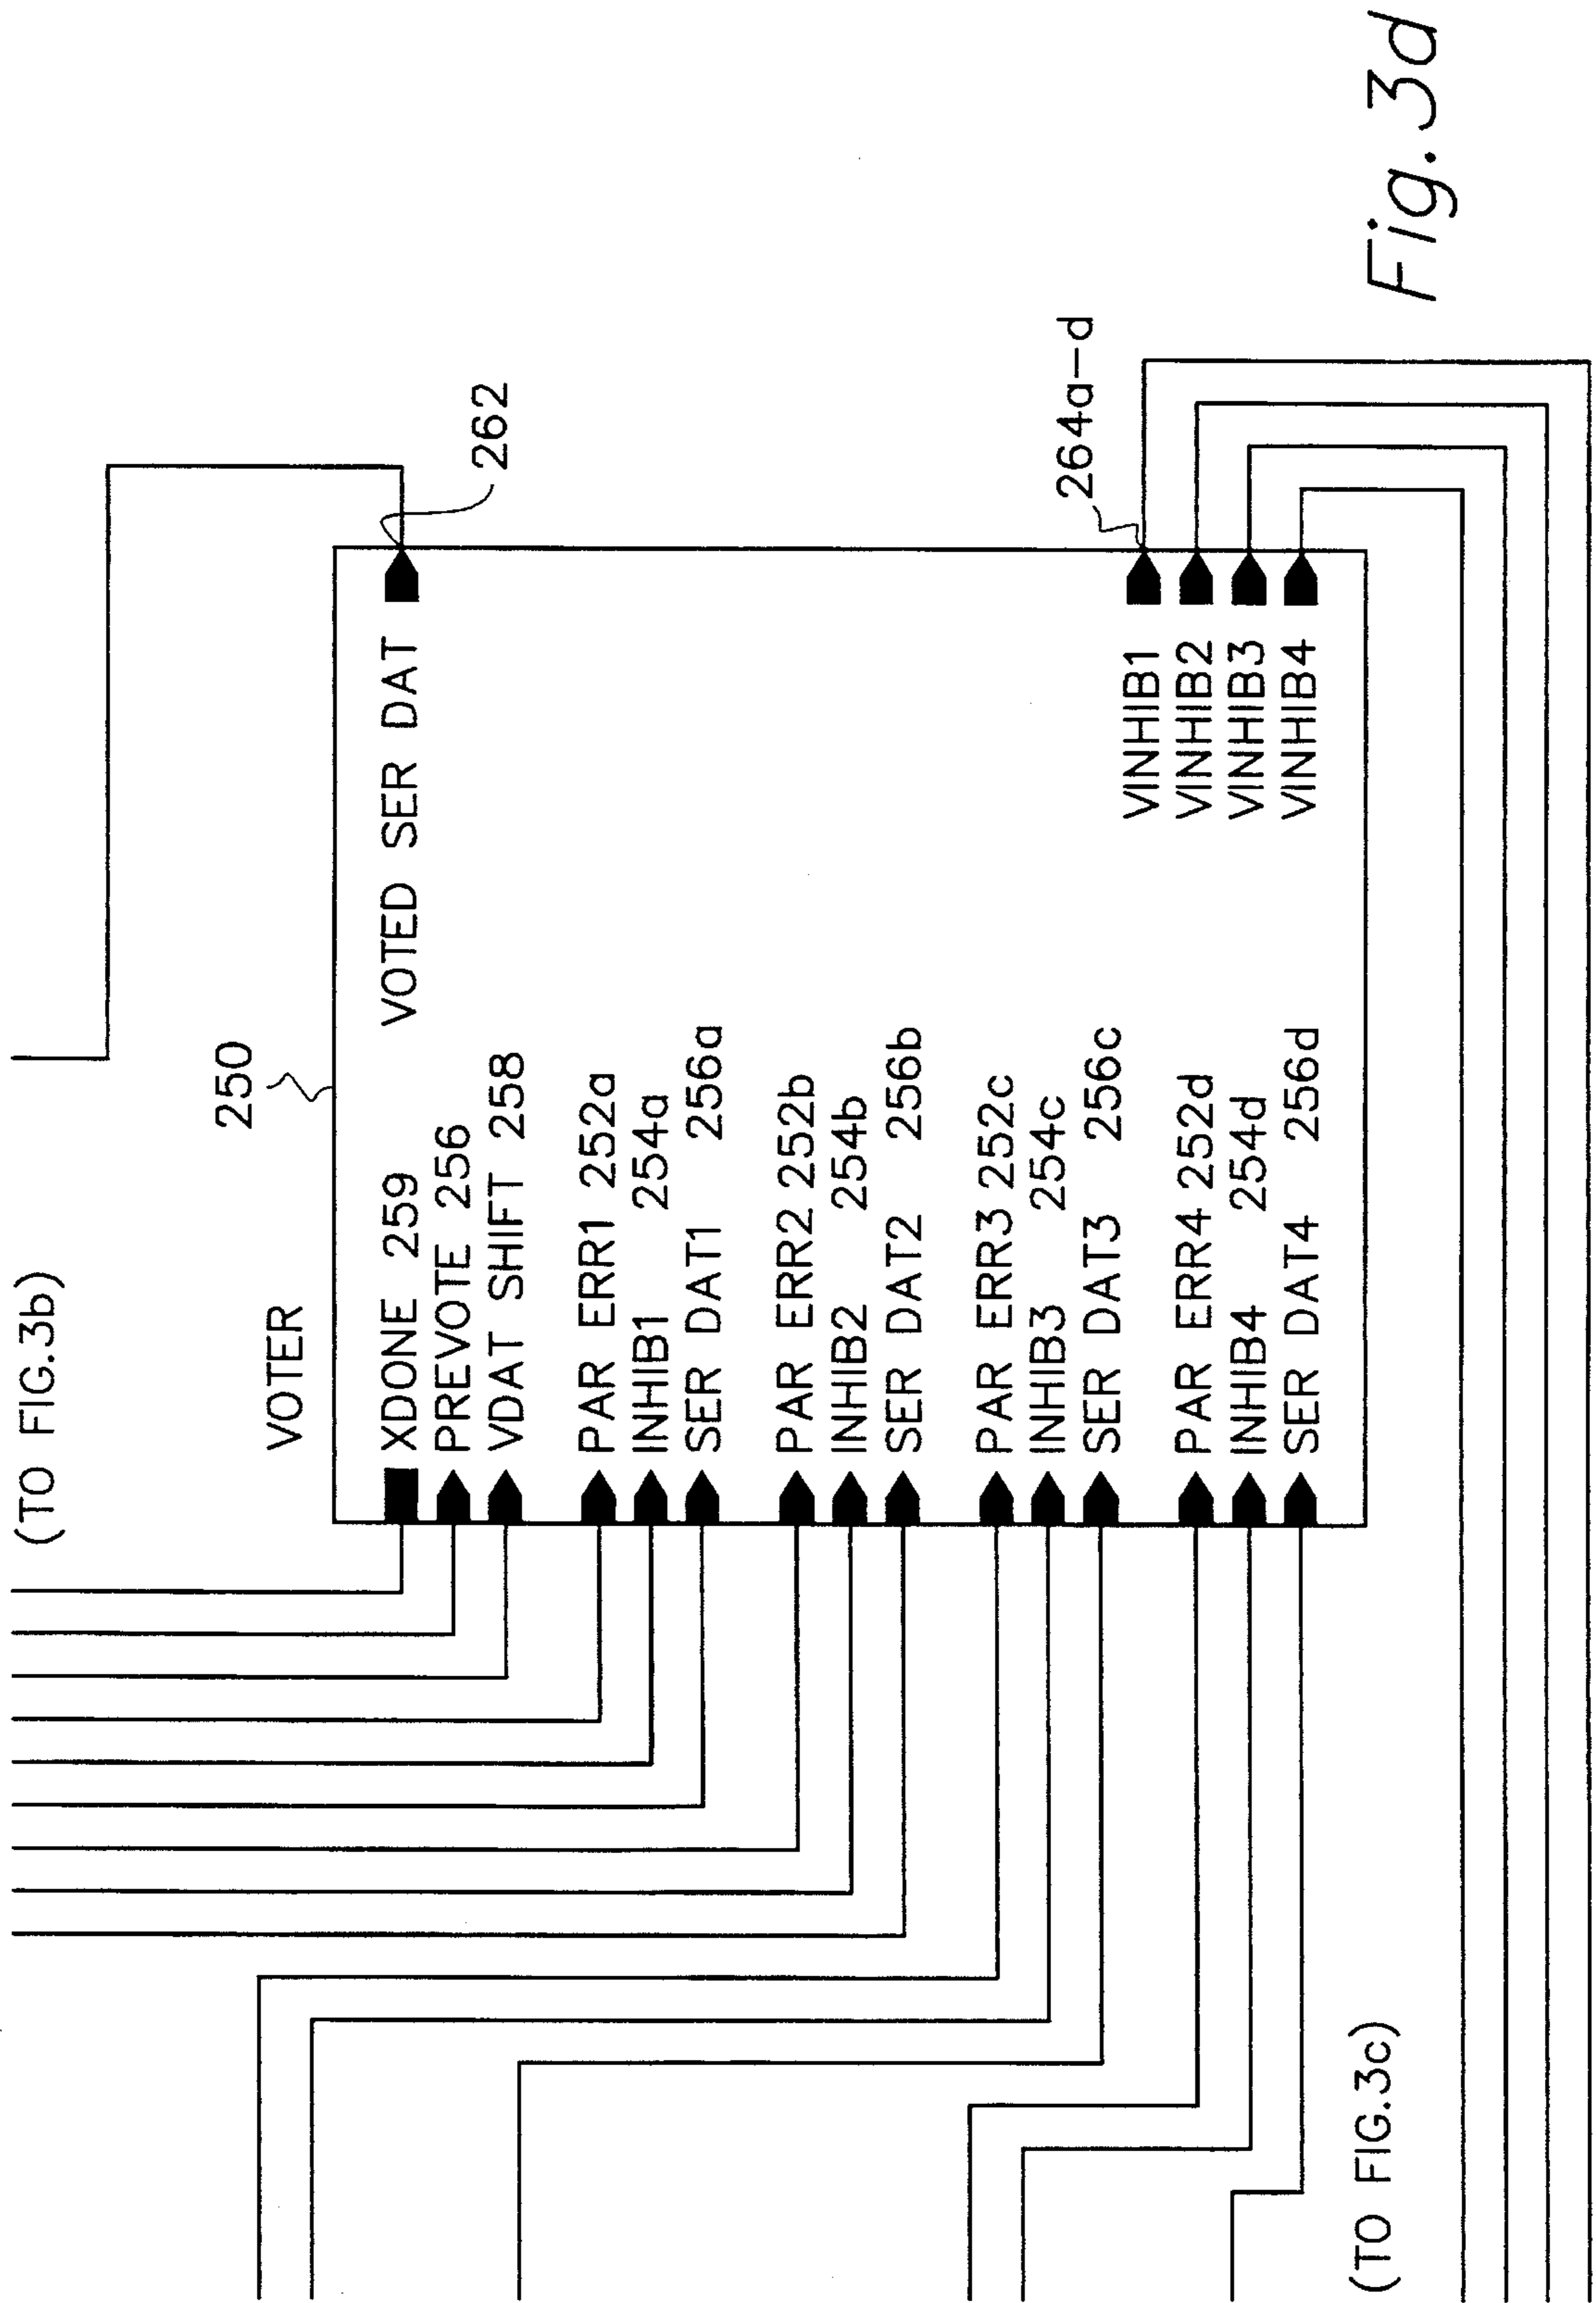 (TO FIG.3b)
250
VOTER
XDONE 259
PREVOTE 256
VDAT SHIFT 258
PAR ERR1 252a
INHIB1 254a
SER DAT1 256a
PAR ERR2 252b
INHIB2 254b
SER DAT2 256b
PAR ERR3 252c
INHIB3 254c
SER DAT3 256c
PAR ERR4 252d
INHIB4 254d
SER DAT4 256d
VOTED SER DAT
262
264a-d
VINHIB1
VINHIB2
VINHIB3
VINHIB4
(TO FIG.3c)
Fig.3d